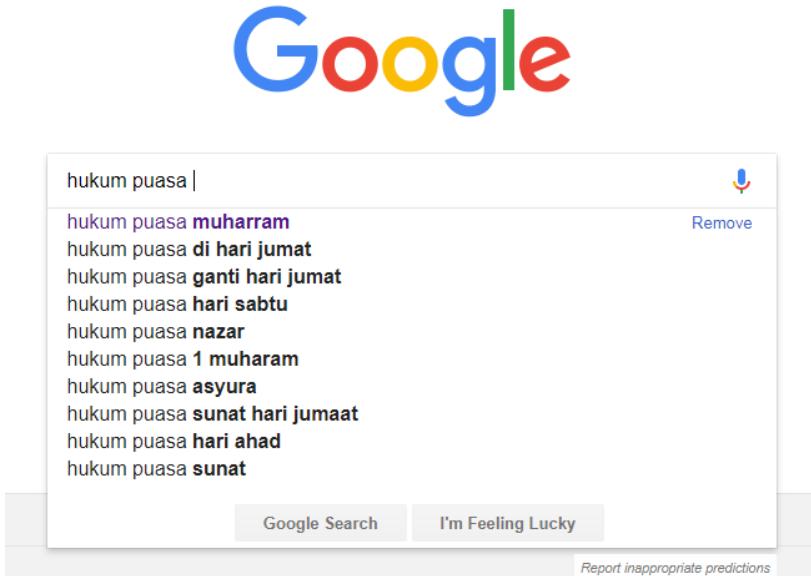 Google
hukum puasa
hukum puasa muharram Remove
hukum puasa di hari jumat
hukum puasa ganti hari jumat
hukum puasa hari sabtu
hukum puasa nazar
hukum puasa 1 muharam
hukum puasa asyura
hukum puasa sunat hari jumaat
hukum puasa hari ahad
hukum puasa sunat
Google Search I'm Feeling Lucky
Report inappropriate predictions